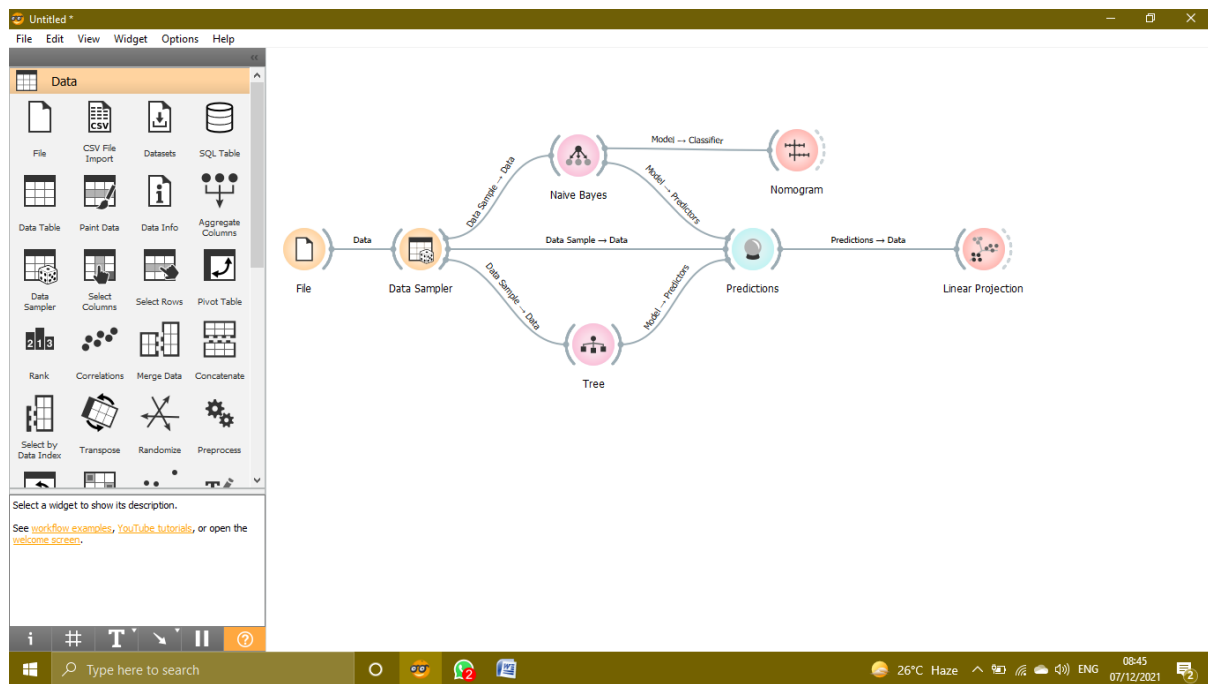 Untitled *
File Edit View Widget Options Help
Data
File
CSV File
Import
Datasets
SQL Table
Data Table
Paint Data
Data Info
Aggregate
Columns
Data
Sampler
Select
Columns
Select Rows
Pivot Table
2 1 3
Rank
Correlations
Merge Data
Concatenate
Select by
Data Index
Transpose
Randomize
Preprocess
Select a widget to show its description.
See workflow examples, YouTube tutorials, or open the
welcome screen.
File
Data
Data Sampler
Data Sample → Data
Data Sample → Data
Data Sample → Data
Naive Bayes
Model → Classifier
Nomogram
Model → Predictors
Tree
Model → Predictors
Predictions
Predictions → Data
Linear Projection
Type here to search
2
26°C Haze
ENG
08:45
07/12/2021
2